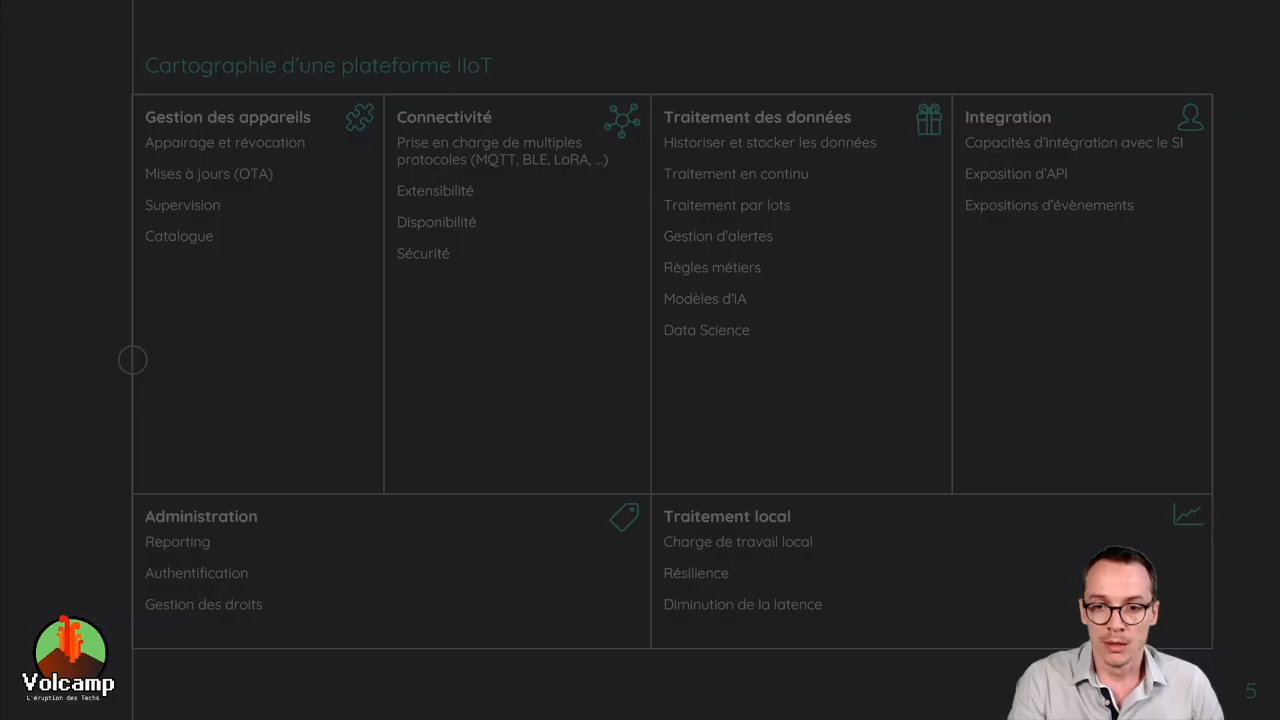 Cartographie d'une plateforme IIoT
Gestion des appareils
Appairage et révocation
Mises à jours (OTA)
Supervision
Catalogue
Connectivité
Prise en charge de multiples
protocoles (MQTT, BLE, LoRA, ...)
Extensibilité
Disponibilité
Sécurité
Traitement des données
Historiser et stocker les données
Traitement en continu
Traitement par lots
Gestion d'alertes
Règles métiers
Modèles d'IA
Data Science
Integration
Capacités d'intégration avec le SI
Exposition d'API
Expositions d'évènements
Administration
Reporting
Authentification
Gestion des droits
Traitement local
Charge de travail local
Résilience
Diminution de la latence
Volcamp
L'éruption des Techs
5